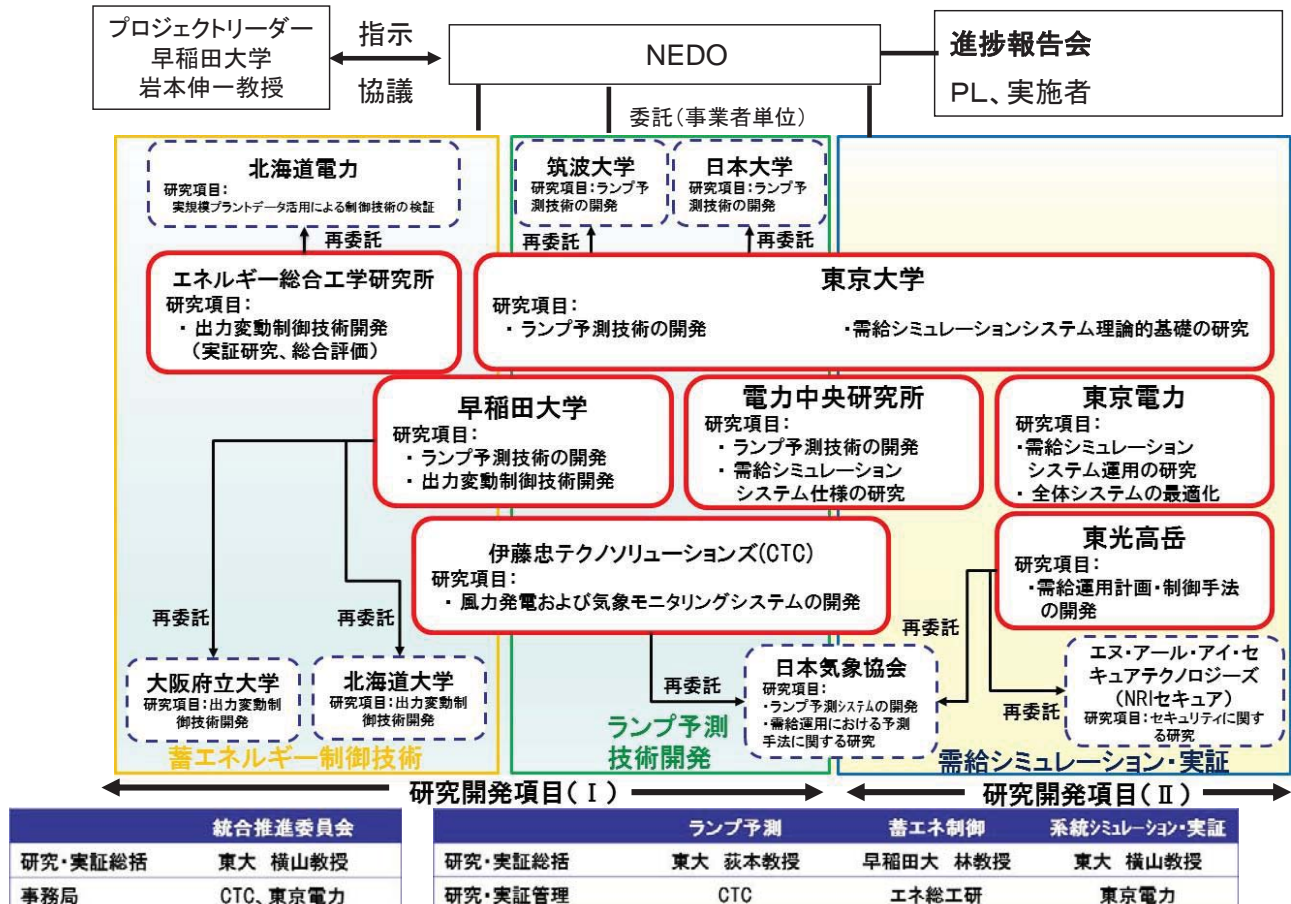 プロジェクトリーダー
早稲田大学
岩本伸一教授
指示
協議
NEDO
進捗報告会
PL、実施者
委託(事業者単位)
北海道電力
研究項目:
実規模プラントデータ活用による制御技術の検証
筑波大学
研究項目:ランプ予
測技術の開発
日本大学
研究項目:ランプ予
測技術の開発
再委託
再委託
再委託
エネルギー総合工学研究所
研究項目:
・出力変動制御技術開発
(実証研究、総合評価)
東京大学
研究項目:
・ランプ予測技術の開発
・需給シミュレーションシステム理論的基礎の研究
早稲田大学
研究項目:
・ランプ予測技術の開発
・出力変動制御技術開発
電力中央研究所
研究項目:
・ランプ予測技術の開発
・需給シミュレーション
システム仕様の研究
東京電力
研究項目:
・需給シミュレーション
システム運用の研究
・全体システムの最適化
伊藤忠テクノソリューションズ(CTC)
研究項目:
・風力発電および気象モニタリングシステムの開発
東光高岳
研究項目:
・需給運用計画・制御手法
の開発
再委託
再委託
再委託
再委託
再委託
大阪府立大学
研究項目:出力変動制
御技術開発
北海道大学
研究項目:出力変動制
御技術開発
日本気象協会
研究項目:
・ランプ予測システムの開発
・需給運用における予測
手法に関する研究
エヌ・アール・アイ・セ
キュアテクノロジーズ
(NRIセキュア)
研究項目:セキュリティに関す
る研究
蓄エネルギー制御技術
ランプ予測
技術開発
需給シミュレーション・実証
研究開発項目(Ⅰ)
研究開発項目(Ⅱ)
統合推進委員会
研究・実証総括 東大 横山教授
事務局 CTC、東京電力
ランプ予測 蓄エネ制御 系統シミュレーション・実証
研究・実証総括 東大 荻本教授 早稲田大 林教授 東大 横山教授
研究・実証管理 CTC エネ総工研 東京電力